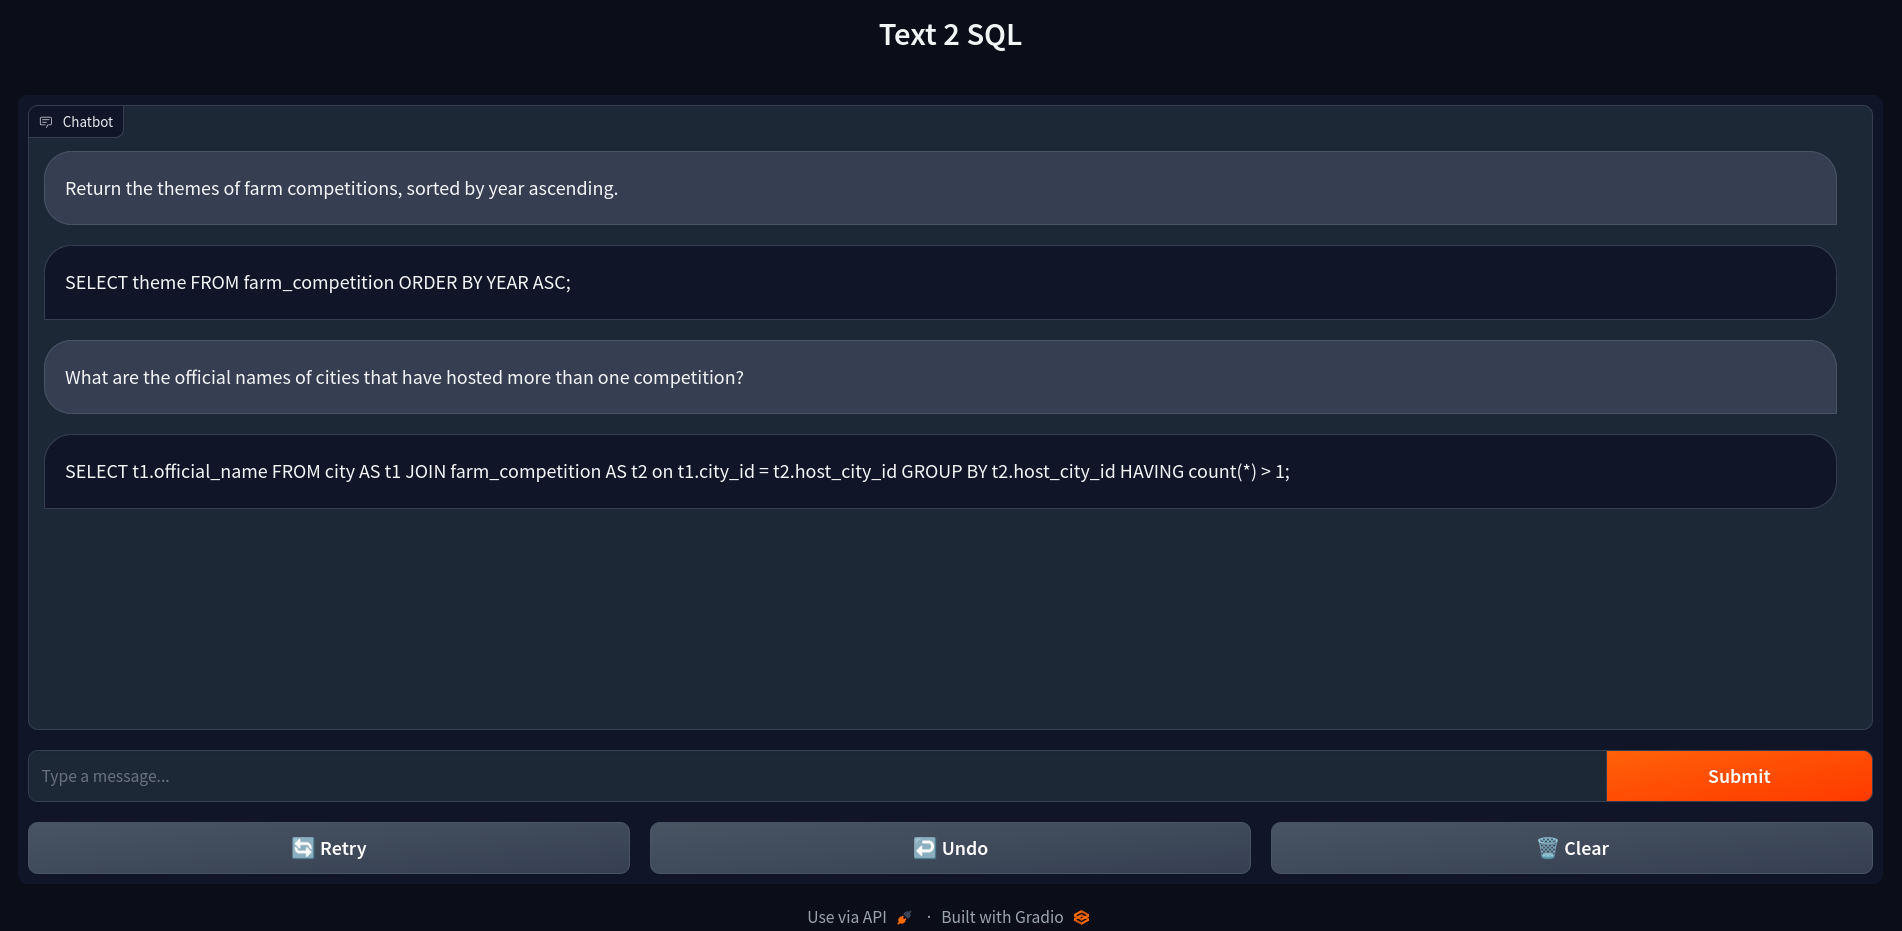 Text 2 SQL
Chatbot
Return the themes of farm competitions, sorted by year ascending.
SELECT theme FROM farm_competition ORDER BY YEAR ASC;
What are the official names of cities that have hosted more than one competition?
SELECT t1.official_name FROM city AS t1 JOIN farm_competition AS t2 on t1.city_id = t2.host_city_id GROUP BY t2.host_city_id HAVING count(*) > 1;
Type a message...
Submit
Retry
Undo
Clear
Use via API · Built with Gradio